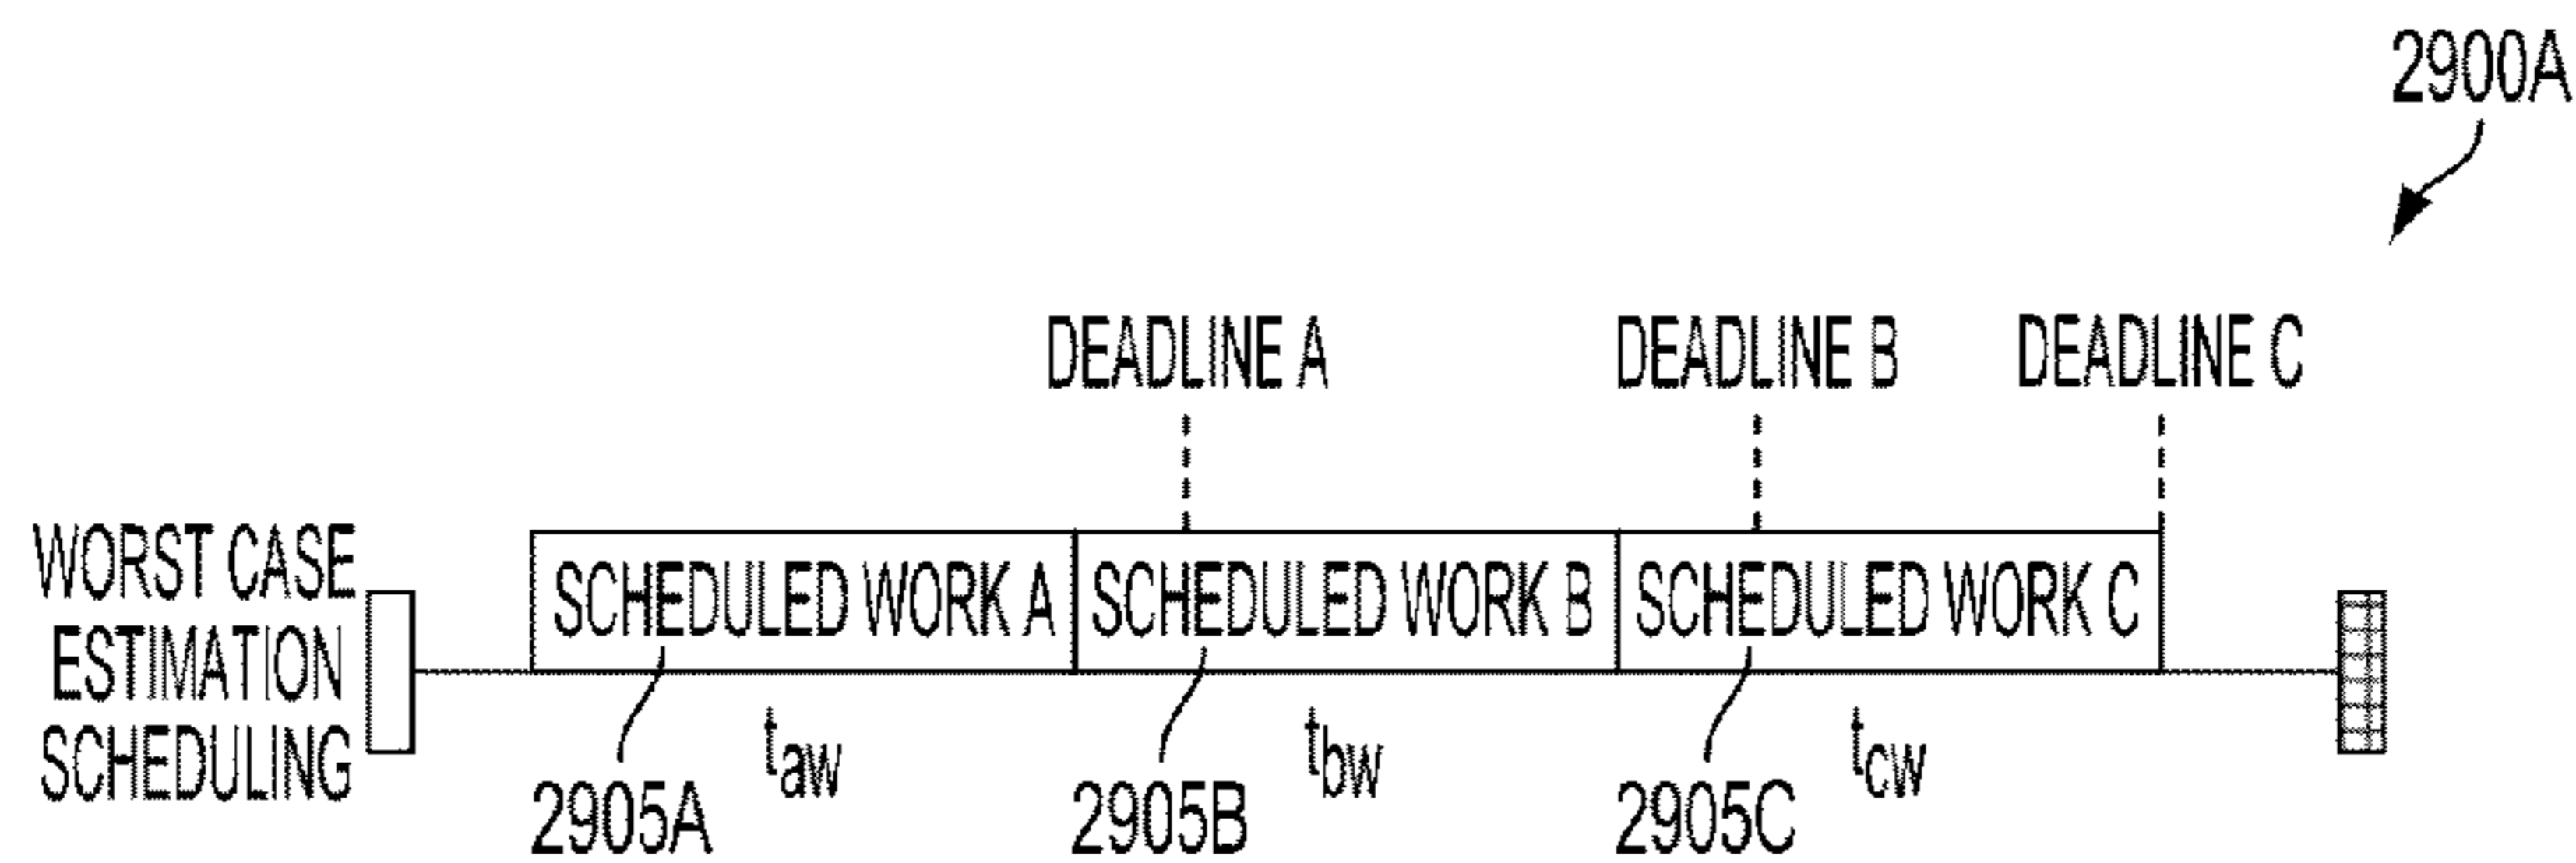 2900A
DEADLINE A
DEADLINE B
DEADLINE C
WORST CASE
ESTIMATION
SCHEDULING
SCHEDULED WORK A
SCHEDULED WORK B
SCHEDULED WORK C
taw
tbw
tcw
2905A
2905B
2905C